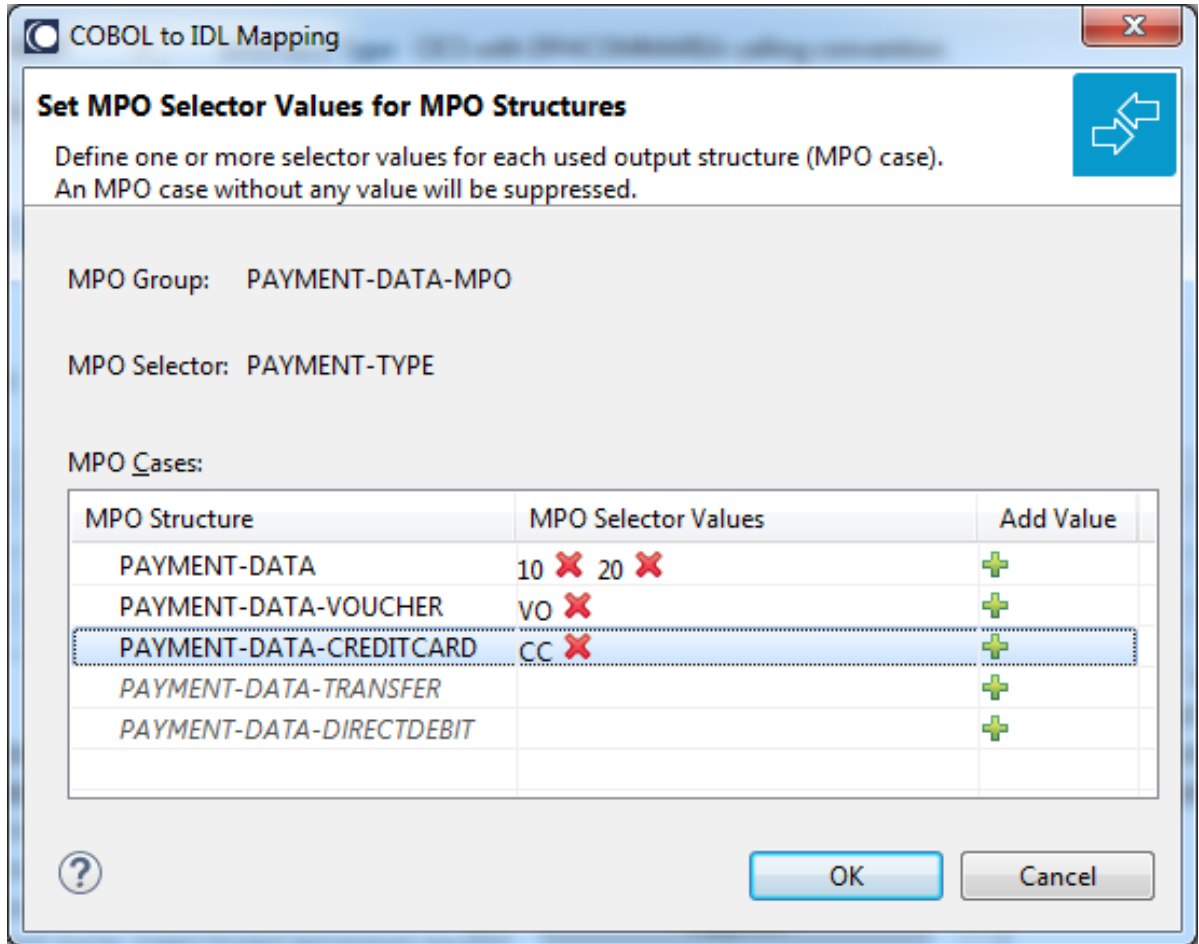 COBOL to IDL Mapping
Set MPO Selector Values for MPO Structures
Define one or more selector values for each used output structure (MPO case).
An MPO case without any value will be suppressed.
MPO Group: PAYMENT-DATA-MPO
MPO Selector: PAYMENT-TYPE
MPO Cases:
MPO Structure MPO Selector Values Add Value
PAYMENT-DATA 10 20
PAYMENT-DATA-VOUCHER VO
PAYMENT-DATA-CREDITCARD CC
PAYMENT-DATA-TRANSFER
PAYMENT-DATA-DIRECTDEBIT
OK Cancel